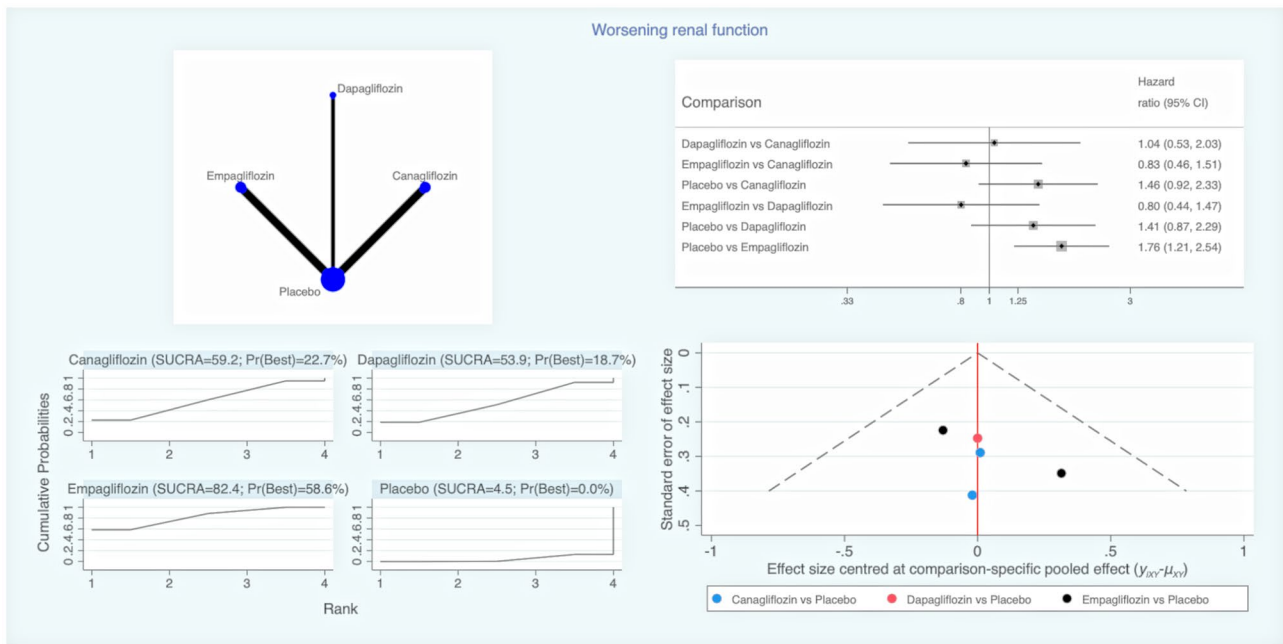 Worsening renal function
Dapagliflozin
Empagliflozin
Canagliflozin
Placebo
Hazard
Comparison ratio (95% CI)
Dapagliflozin vs Canagliflozin 1.04 (0.53, 2.03)
Empagliflozin vs Canagliflozin 0.83 (0.46, 1.51)
Placebo vs Canagliflozin 1.46 (0.92, 2.33)
Empagliflozin vs Dapagliflozin 0.80 (0.44, 1.47)
Placebo vs Dapagliflozin 1.41 (0.87, 2.29)
Placebo vs Empagliflozin 1.76 (1.21, 2.54)
.33 .8 1 1.25 3
Cumulative Probabilities
Canagliflozin (SUCRA=59.2; Pr(Best)=22.7%)
0.2.4.6.81
1 2 3 4
Dapagliflozin (SUCRA=53.9; Pr(Best)=18.7%)
0.2.4.6.81
1 2 3 4
Empagliflozin (SUCRA=82.4; Pr(Best)=58.6%)
0.2.4.6.81
1 2 3 4
Placebo (SUCRA=4.5; Pr(Best)=0.0%)
0.2.4.6.81
1 2 3 4
Rank
Standard error of effect size
0
.1
.2
.3
.4
.5
-1 -.5 0 .5 1
Effect size centred at comparison-specific pooled effect (yiXY-μXY)
Canagliflozin vs Placebo Dapagliflozin vs Placebo Empagliflozin vs Placebo